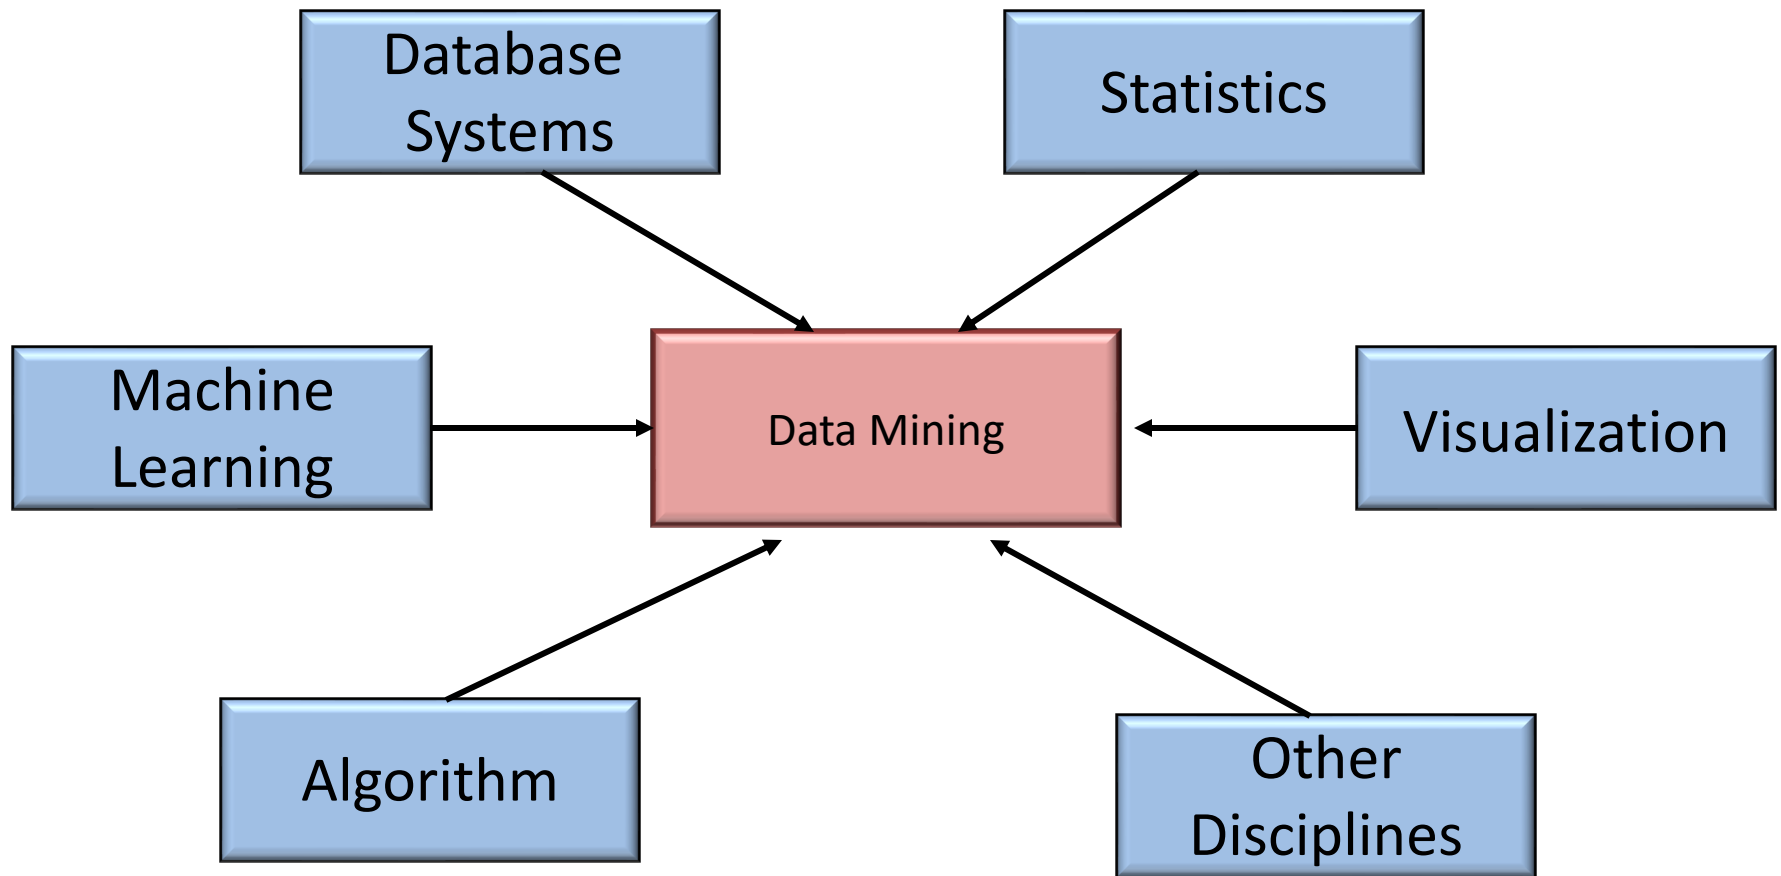 Database
Systems
Statistics
Machine
Learning
Data Mining
Visualization
Algorithm
Other
Disciplines